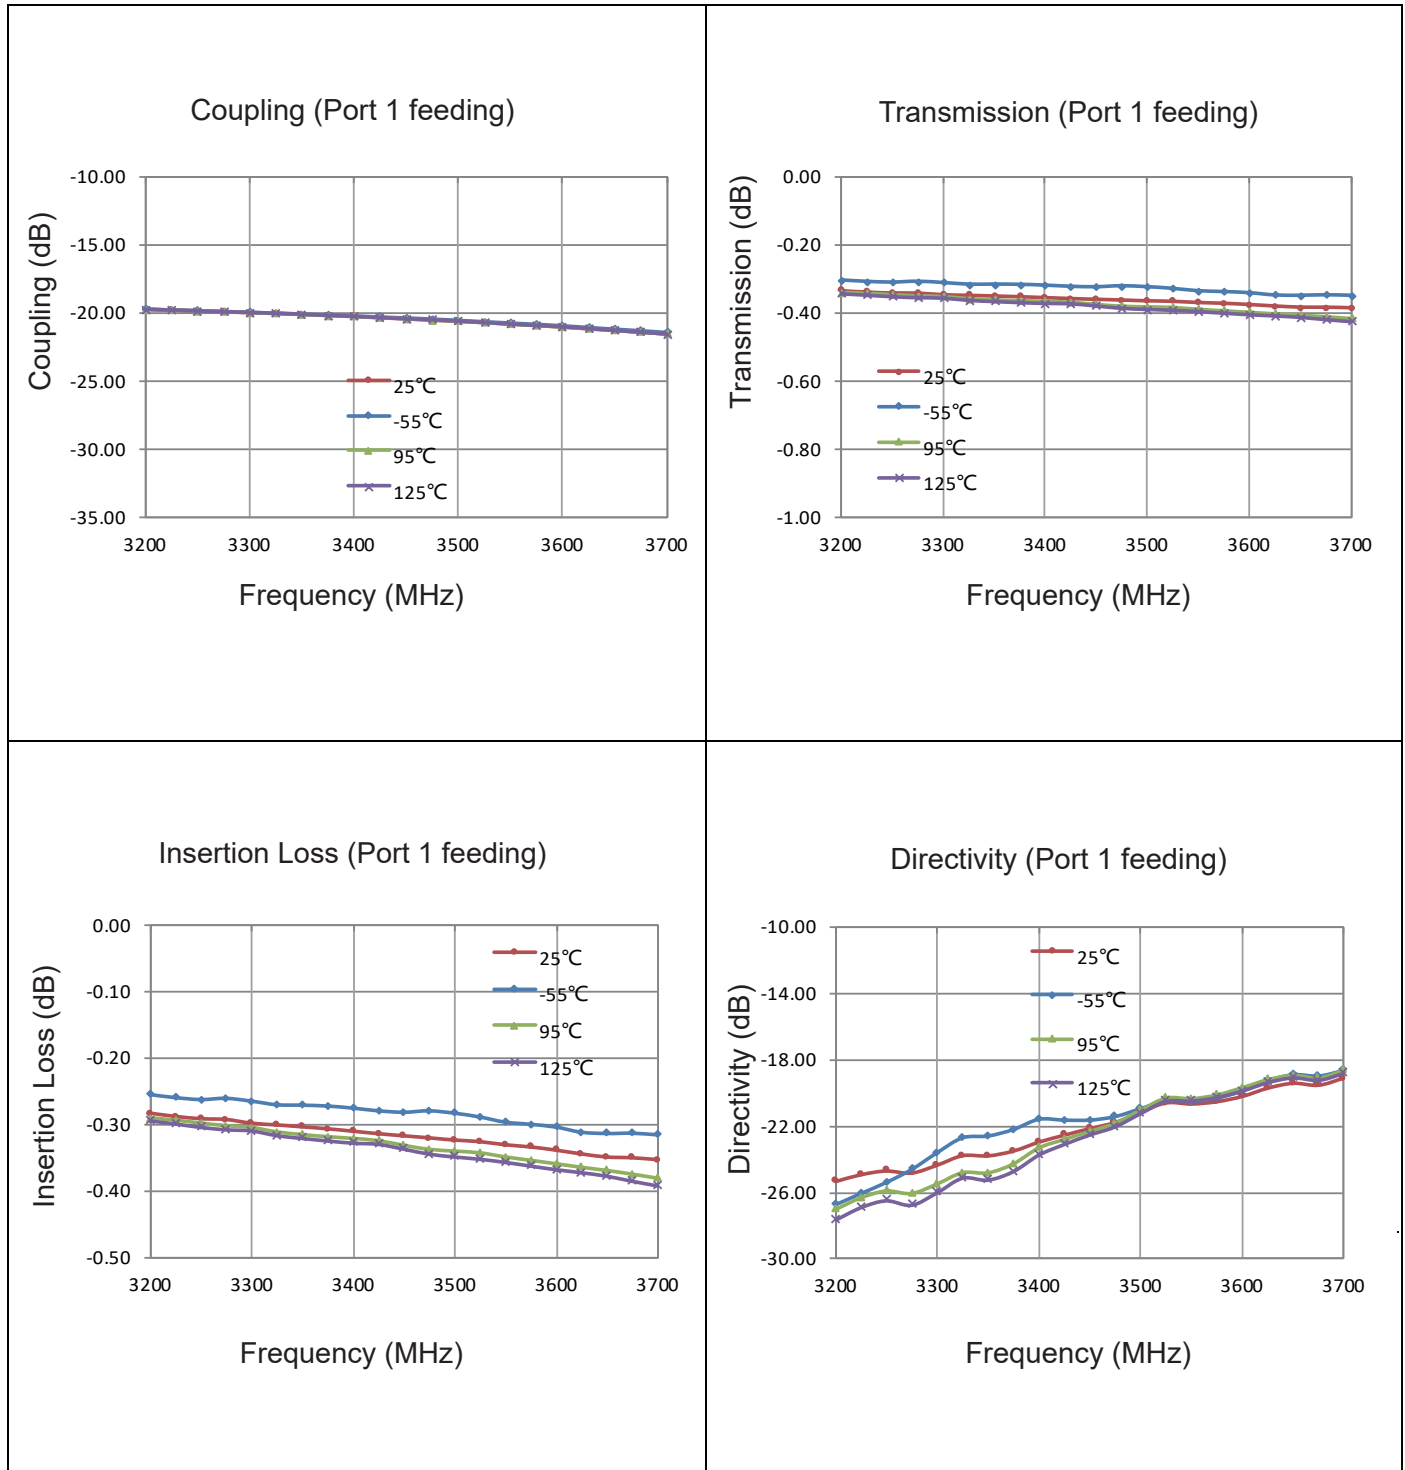 Coupling (Port 1 feeding)
Coupling (dB)
-10.00
-15.00
-20.00
-25.00
-30.00
-35.00
25℃
-55℃
95℃
125℃
3200 3300 3400 3500 3600 3700
Frequency (MHz)
Transmission (Port 1 feeding)
Transmission (dB)
0.00
-0.20
-0.40
-0.60
-0.80
-1.00
25℃
-55℃
95℃
125℃
3200 3300 3400 3500 3600 3700
Frequency (MHz)
Insertion Loss (Port 1 feeding)
Insertion Loss (dB)
0.00
-0.10
-0.20
-0.30
-0.40
-0.50
25℃
-55℃
95℃
125℃
3200 3300 3400 3500 3600 3700
Frequency (MHz)
Directivity (Port 1 feeding)
Directivity (dB)
-10.00
-14.00
-18.00
-22.00
-26.00
-30.00
25℃
-55℃
95℃
125℃
3200 3300 3400 3500 3600 3700
Frequency (MHz)